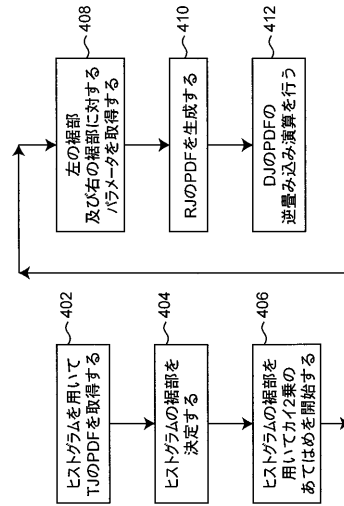 402
ヒストグラムを用いて
TJのPDFを取得する
404
ヒストグラムの裾部を
決定する
406
ヒストグラムの裾部を
用いてカイ2乗の
あてはめを開始する
408
左の裾部
及び右の裾部に対する
パラメータを取得する
410
RJのPDFを生成する
412
DJのPDFの
逆畳み込み演算を行う